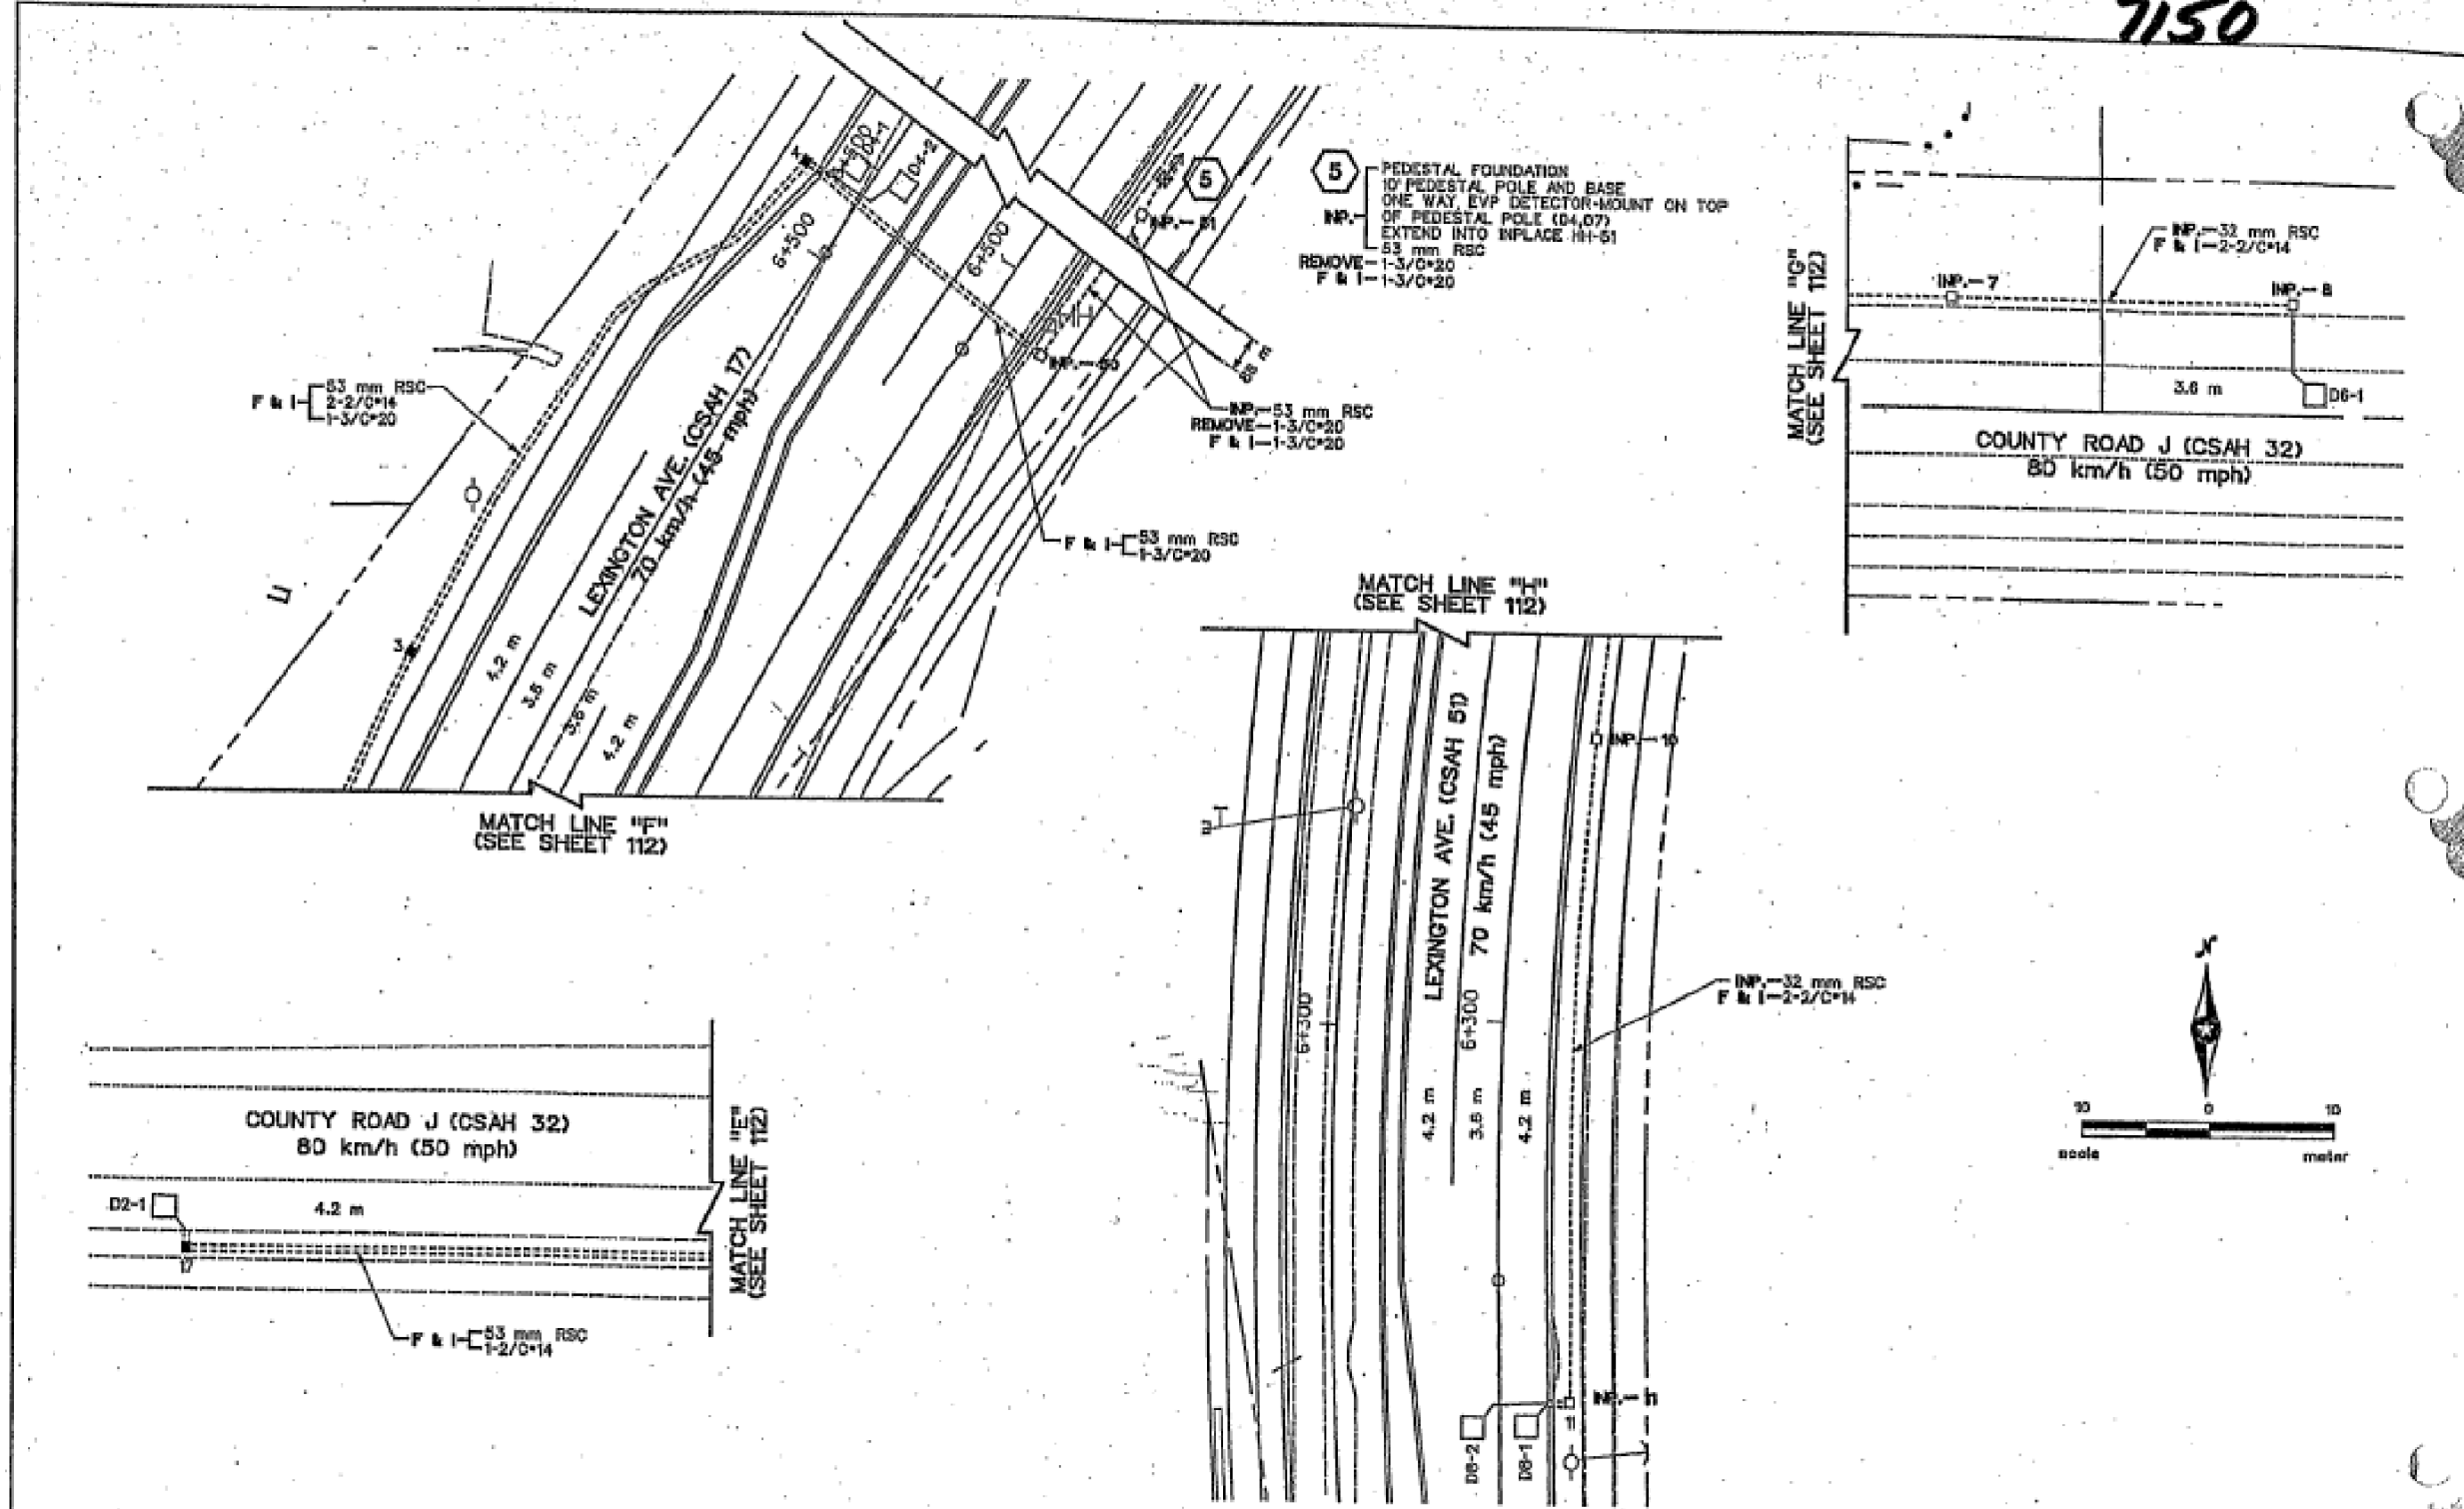 7150
6+500
D4-1
D4-2
6+500
6+500
5
INP.-51
INP.-50
5
INP.
PEDESTAL FOUNDATION
10' PEDESTAL POLE AND BASE
ONE WAY, EVP DETECTOR-MOUNT ON TOP
OF PEDESTAL POLE (04,07)
EXTEND INTO INPLACE HH-51
53 mm RSC
REMOVE-1-3/C#20
F & I-1-3/C#20
F & I
53 mm RSC
2-2/C#14
1-3/C#20
INP.-53 mm RSC
REMOVE-1-3/C#20
F & I-1-3/C#20
F & I
53 mm RSC
1-3/C#20
LEXINGTON AVE. (CSAH 17)
70 km/h (45 mph)
3
4.2 m
3.6 m
3.6 m
4.2 m
MATCH LINE "F"
(SEE SHEET 112)
MATCH LINE "G"
(SEE SHEET 112)
INP.-32 mm RSC
F & I-2-2/C#14
INP.-7
INP.-8
3.6 m
D6-1
COUNTY ROAD J (CSAH 32)
80 km/h (50 mph)
MATCH LINE "H"
(SEE SHEET 112)
LEXINGTON AVE. (CSAH 51)
70 km/h (45 mph)
INP.-10
6+300
6+300
4.2 m
3.6 m
4.2 m
INP.-32 mm RSC
F & I-2-2/C#14
INP.-11
11
D8-2
D8-1
COUNTY ROAD J (CSAH 32)
80 km/h (50 mph)
D2-1
4.2 m
17
F & I
53 mm RSC
1-2/C#14
MATCH LINE "E"
(SEE SHEET 112)
N
10
0
10
scale
meter